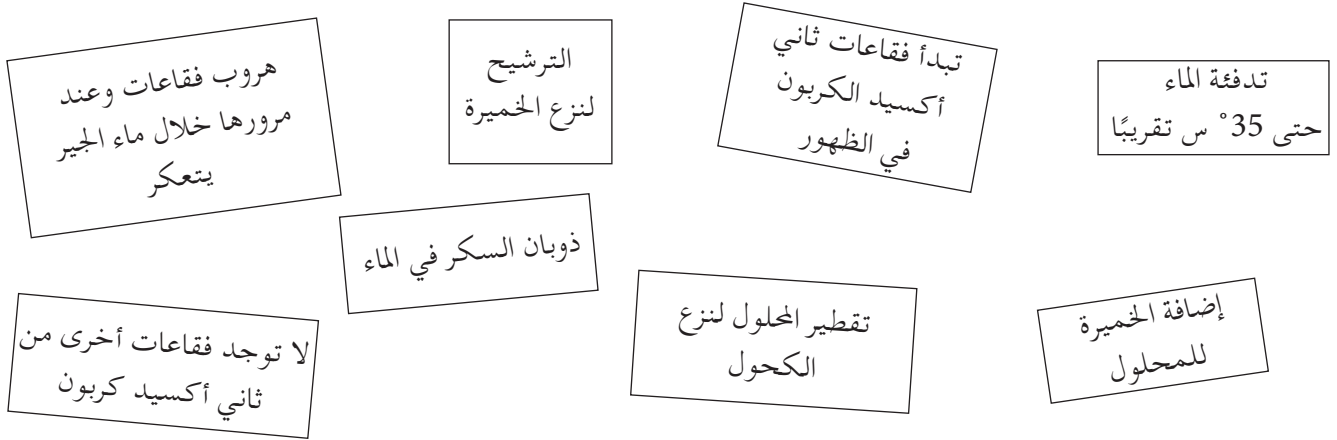 تدفئة الماء
حتى 35° س تقريبًا
تبدأ فقاعات ثاني
أكسيد الكربون
في الظهور
الترشيح
لنزع الخميرة
هروب فقاعات وعند
مرورها خلال ماء الجير
يتعكر
ذوبان السكر في الماء
إضافة الخميرة
للمحلول
تقطير المحلول لنزع
الكحول
لا توجد فقاعات أخرى من
ثاني أكسيد كربون